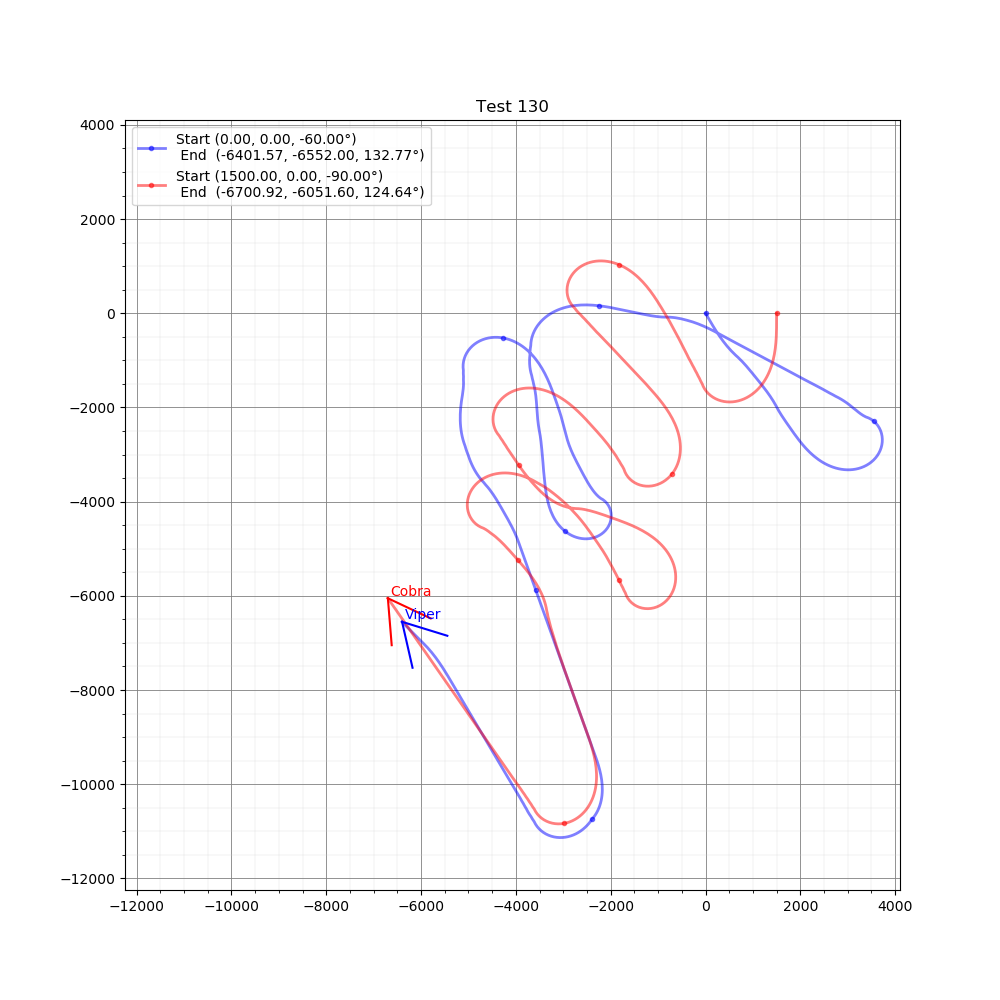 Test 130
Start (0.00, 0.00, -60.00°)
End (-6401.57, -6552.00, 132.77°)
Start (1500.00, 0.00, -90.00°)
End (-6700.92, -6051.60, 124.64°)
4000
2000
0
−2000
−4000
−6000
−8000
−10000
−12000
Cobra
Viper
−12000 −10000 −8000 −6000 −4000 −2000 0 2000 4000